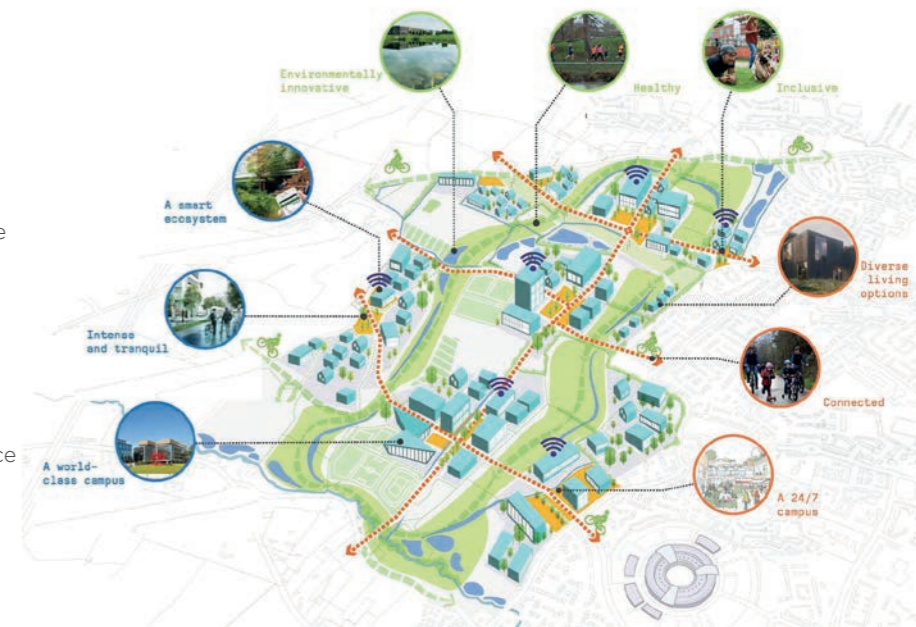 Environmentally
innovative
Healthy
Inclusive
A smart
ecosystem
e
Diverse
living
options
Intense
and tranquil
Connected
ce
A world-
class campus
A 24/7
campus